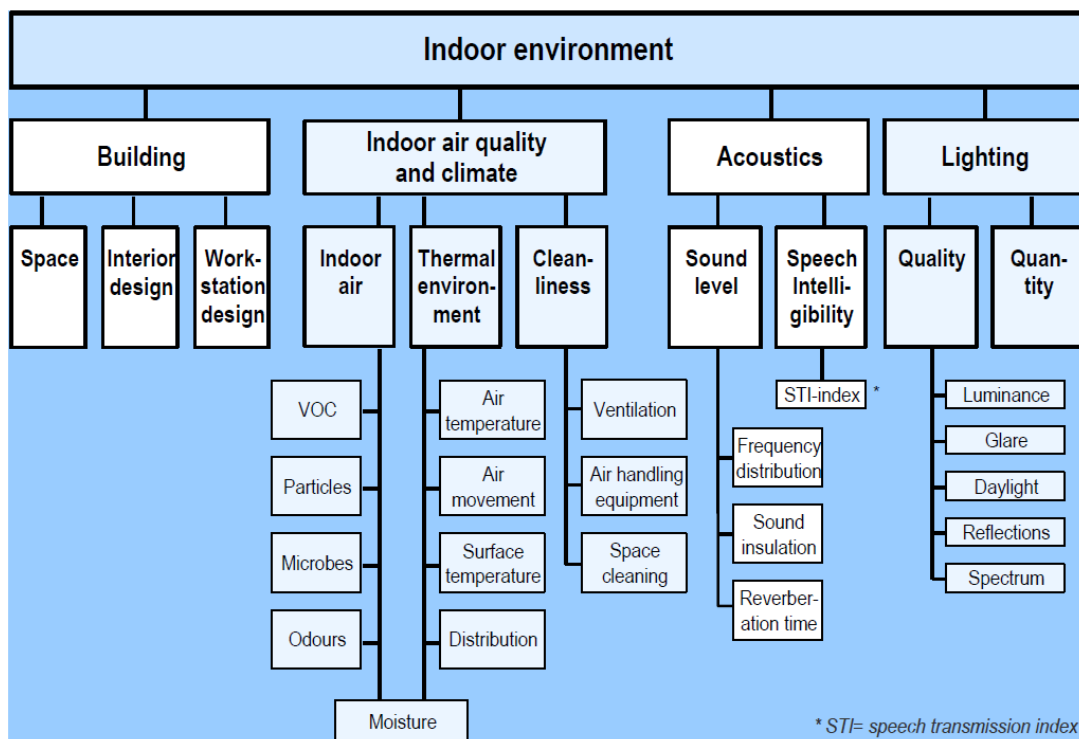 Indoor environment
Building
Indoor air quality
and climate
Acoustics
Lighting
Space
Interior
design
Work-
station
design
Indoor
air
Thermal
environ-
ment
Clean-
liness
Sound
level
Speech
Intelli-
gibility
Quality
Quan-
tity
VOC
Particles
Microbes
Odours
Air
temperature
Air
movement
Surface
temperature
Distribution
Moisture
Ventilation
Air handling
equipment
Space
cleaning
Frequency
distribution
Sound
insulation
Reverber-
ation time
STI-index *
Luminance
Glare
Daylight
Reflections
Spectrum
* STI= speech transmission index